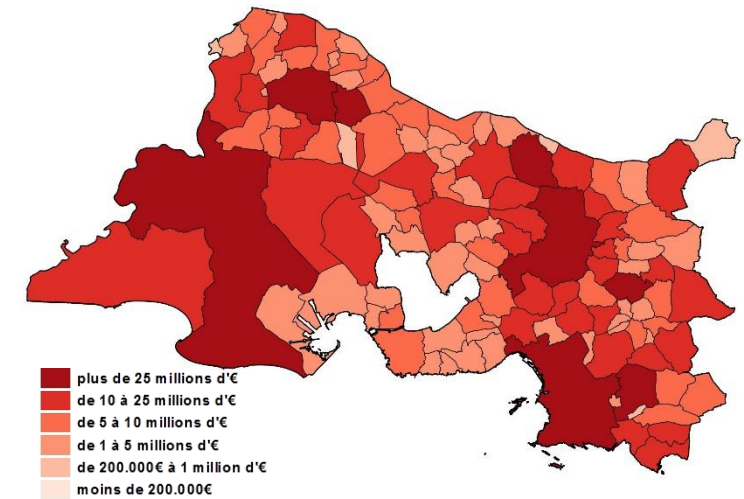 plus de 25 millions d'€
de 10 à 25 millions d'€
de 5 à 10 millions d'€
de 1 à 5 millions d'€
de 200.000€ à 1 million d'€
moins de 200.000€